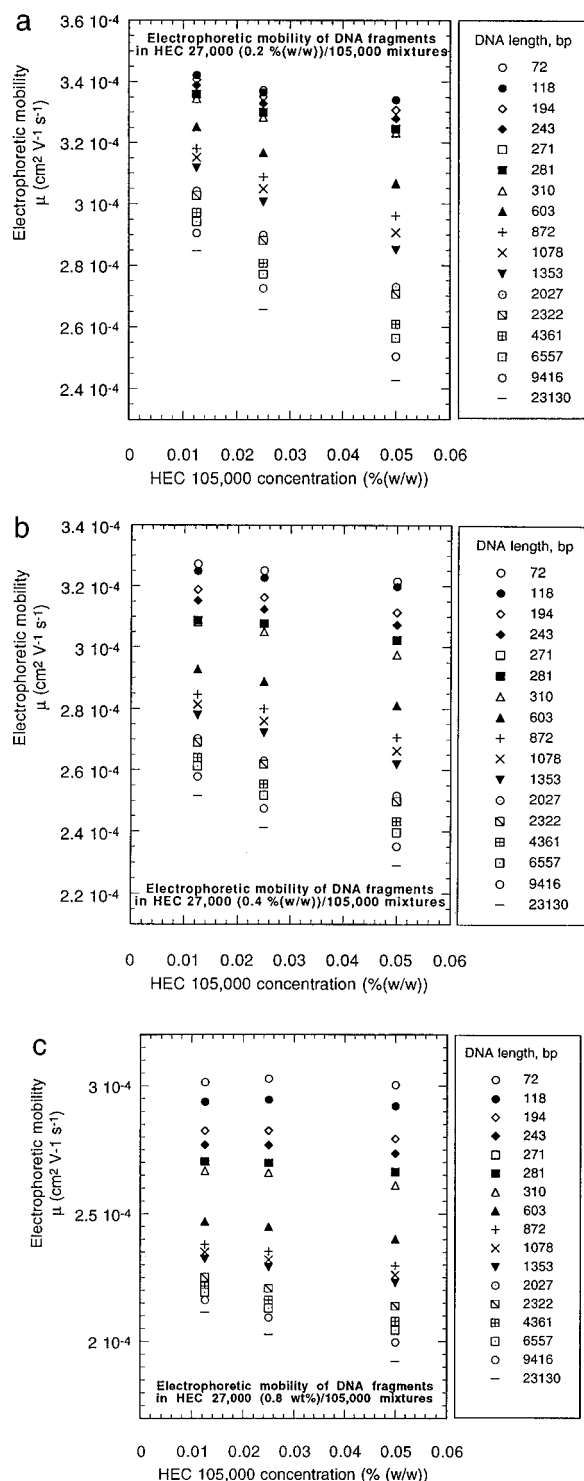 a
3.6 10-4
3.4 10-4
3.2 10-4
3 10-4
2.8 10-4
2.6 10-4
2.4 10-4
Electrophoretic mobility
µ (cm2 V-1 s-1)
Electrophoretic mobility of DNA fragments
in HEC 27,000 (0.2 %(w/w))/105,000 mixtures
0 0.01 0.02 0.03 0.04 0.05 0.06
HEC 105,000 concentration (%(w/w))
DNA length, bp
72
118
194
243
271
281
310
603
872
1078
1353
2027
2322
4361
6557
9416
23130
b
3.4 10-4
3.2 10-4
3 10-4
2.8 10-4
2.6 10-4
2.4 10-4
2.2 10-4
Electrophoretic mobility
µ (cm2 V-1 s-1)
Electrophoretic mobility of DNA fragments
in HEC 27,000 (0.4 %(w/w))/105,000 mixtures
0 0.01 0.02 0.03 0.04 0.05 0.06
HEC 105,000 concentration (%(w/w))
DNA length, bp
72
118
194
243
271
281
310
603
872
1078
1353
2027
2322
4361
6557
9416
23130
c
3 10-4
2.5 10-4
2 10-4
Electrophoretic mobility
µ (cm2 V-1 s-1)
Electrophoretic mobility of DNA fragments
in HEC 27,000 (0.8 wt%)/105,000 mixtures
0 0.01 0.02 0.03 0.04 0.05 0.06
HEC 105,000 concentration (% (w/w))
DNA length, bp
72
118
194
243
271
281
310
603
872
1078
1353
2027
2322
4361
6557
9416
23130